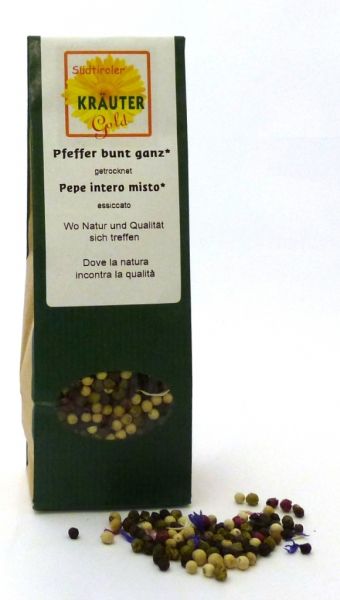 Südtiroler
KRÄUTER
Gold
Pfeffer bunt ganz*
getrocknet
Pepe intero misto*
essiccato
Wo Natur und Qualität
sich treffen
Dove la natura
incontra la qualità